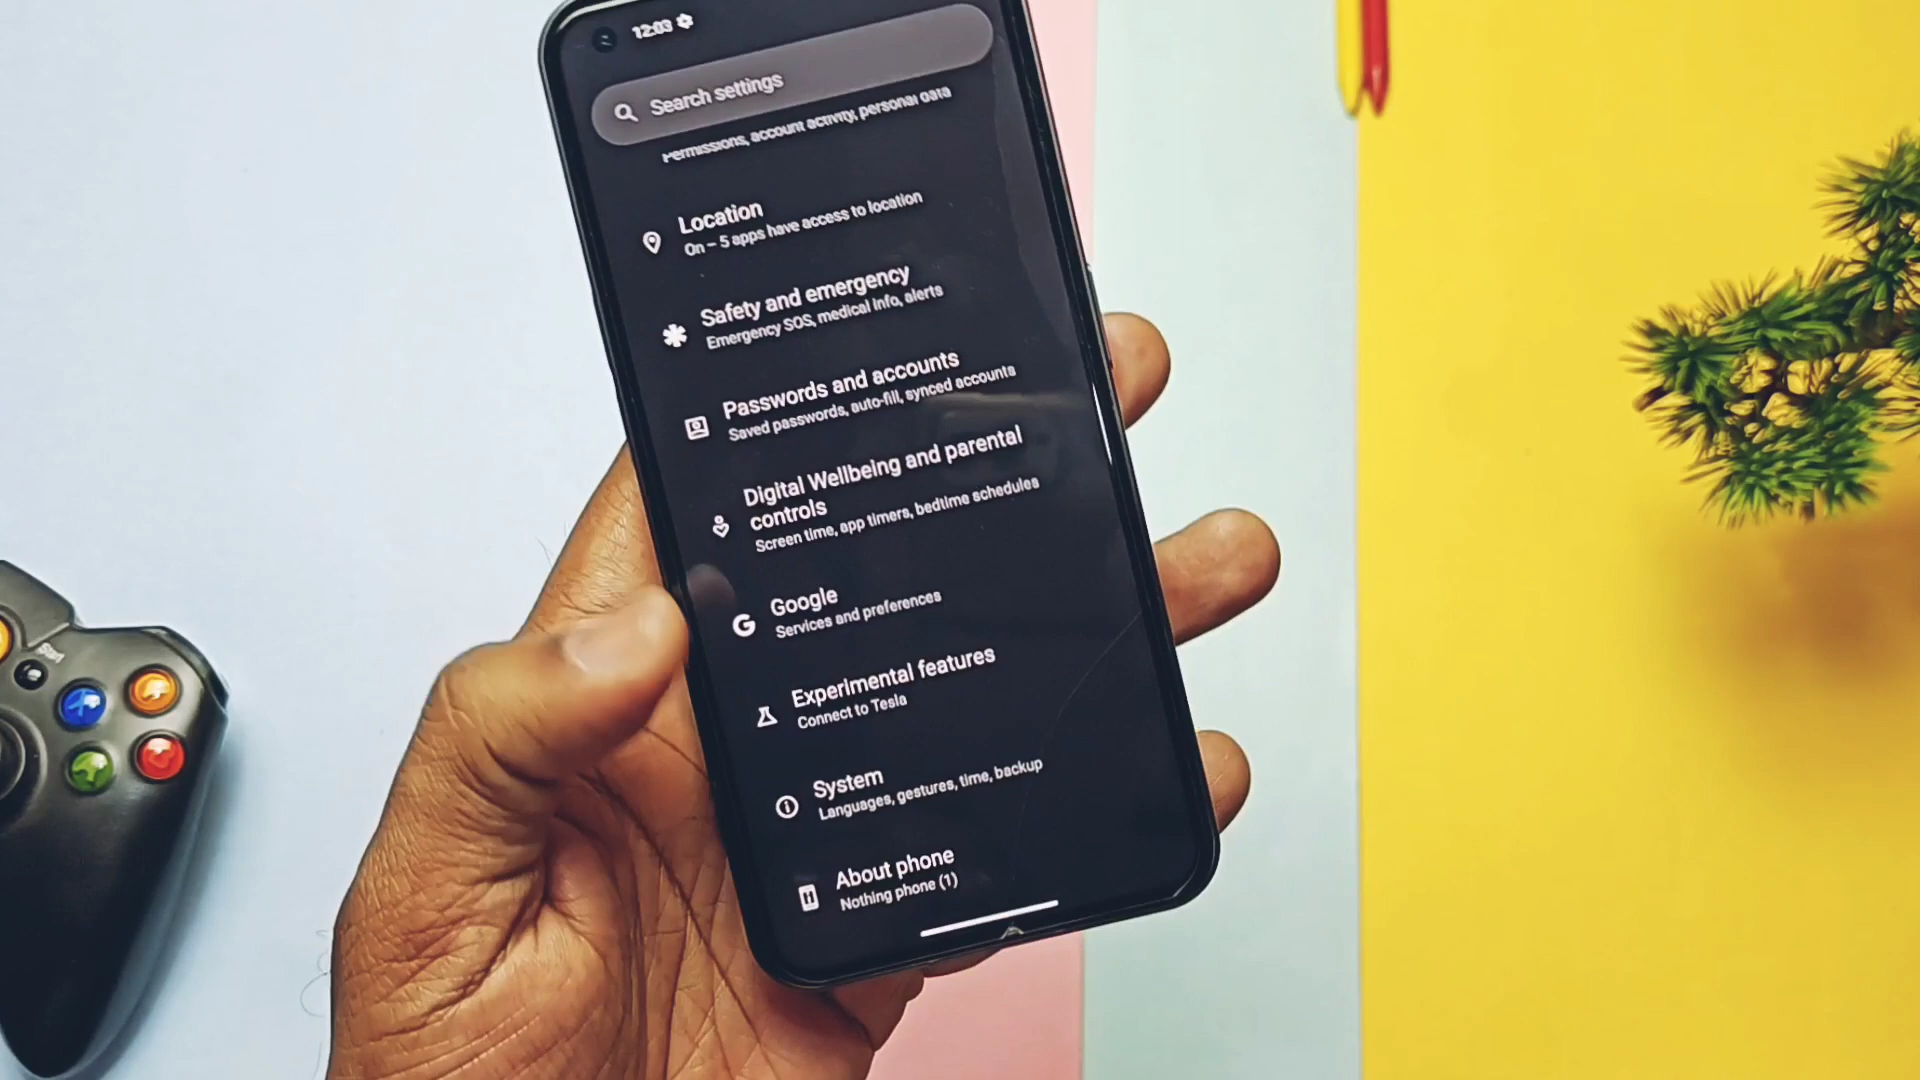 12:03
Search settings
Permissions, account activity, personal data
Location
On – 5 apps have access to location
Safety and emergency
Emergency SOS, medical info, alerts
Passwords and accounts
Saved passwords, auto-fill, synced accounts
Digital Wellbeing and parental
controls
Screen time, app timers, bedtime schedules
Google
Services and preferences
Experimental features
Connect to Tesla
System
Languages, gestures, time, backup
About phone
Nothing phone (1)
Start
X